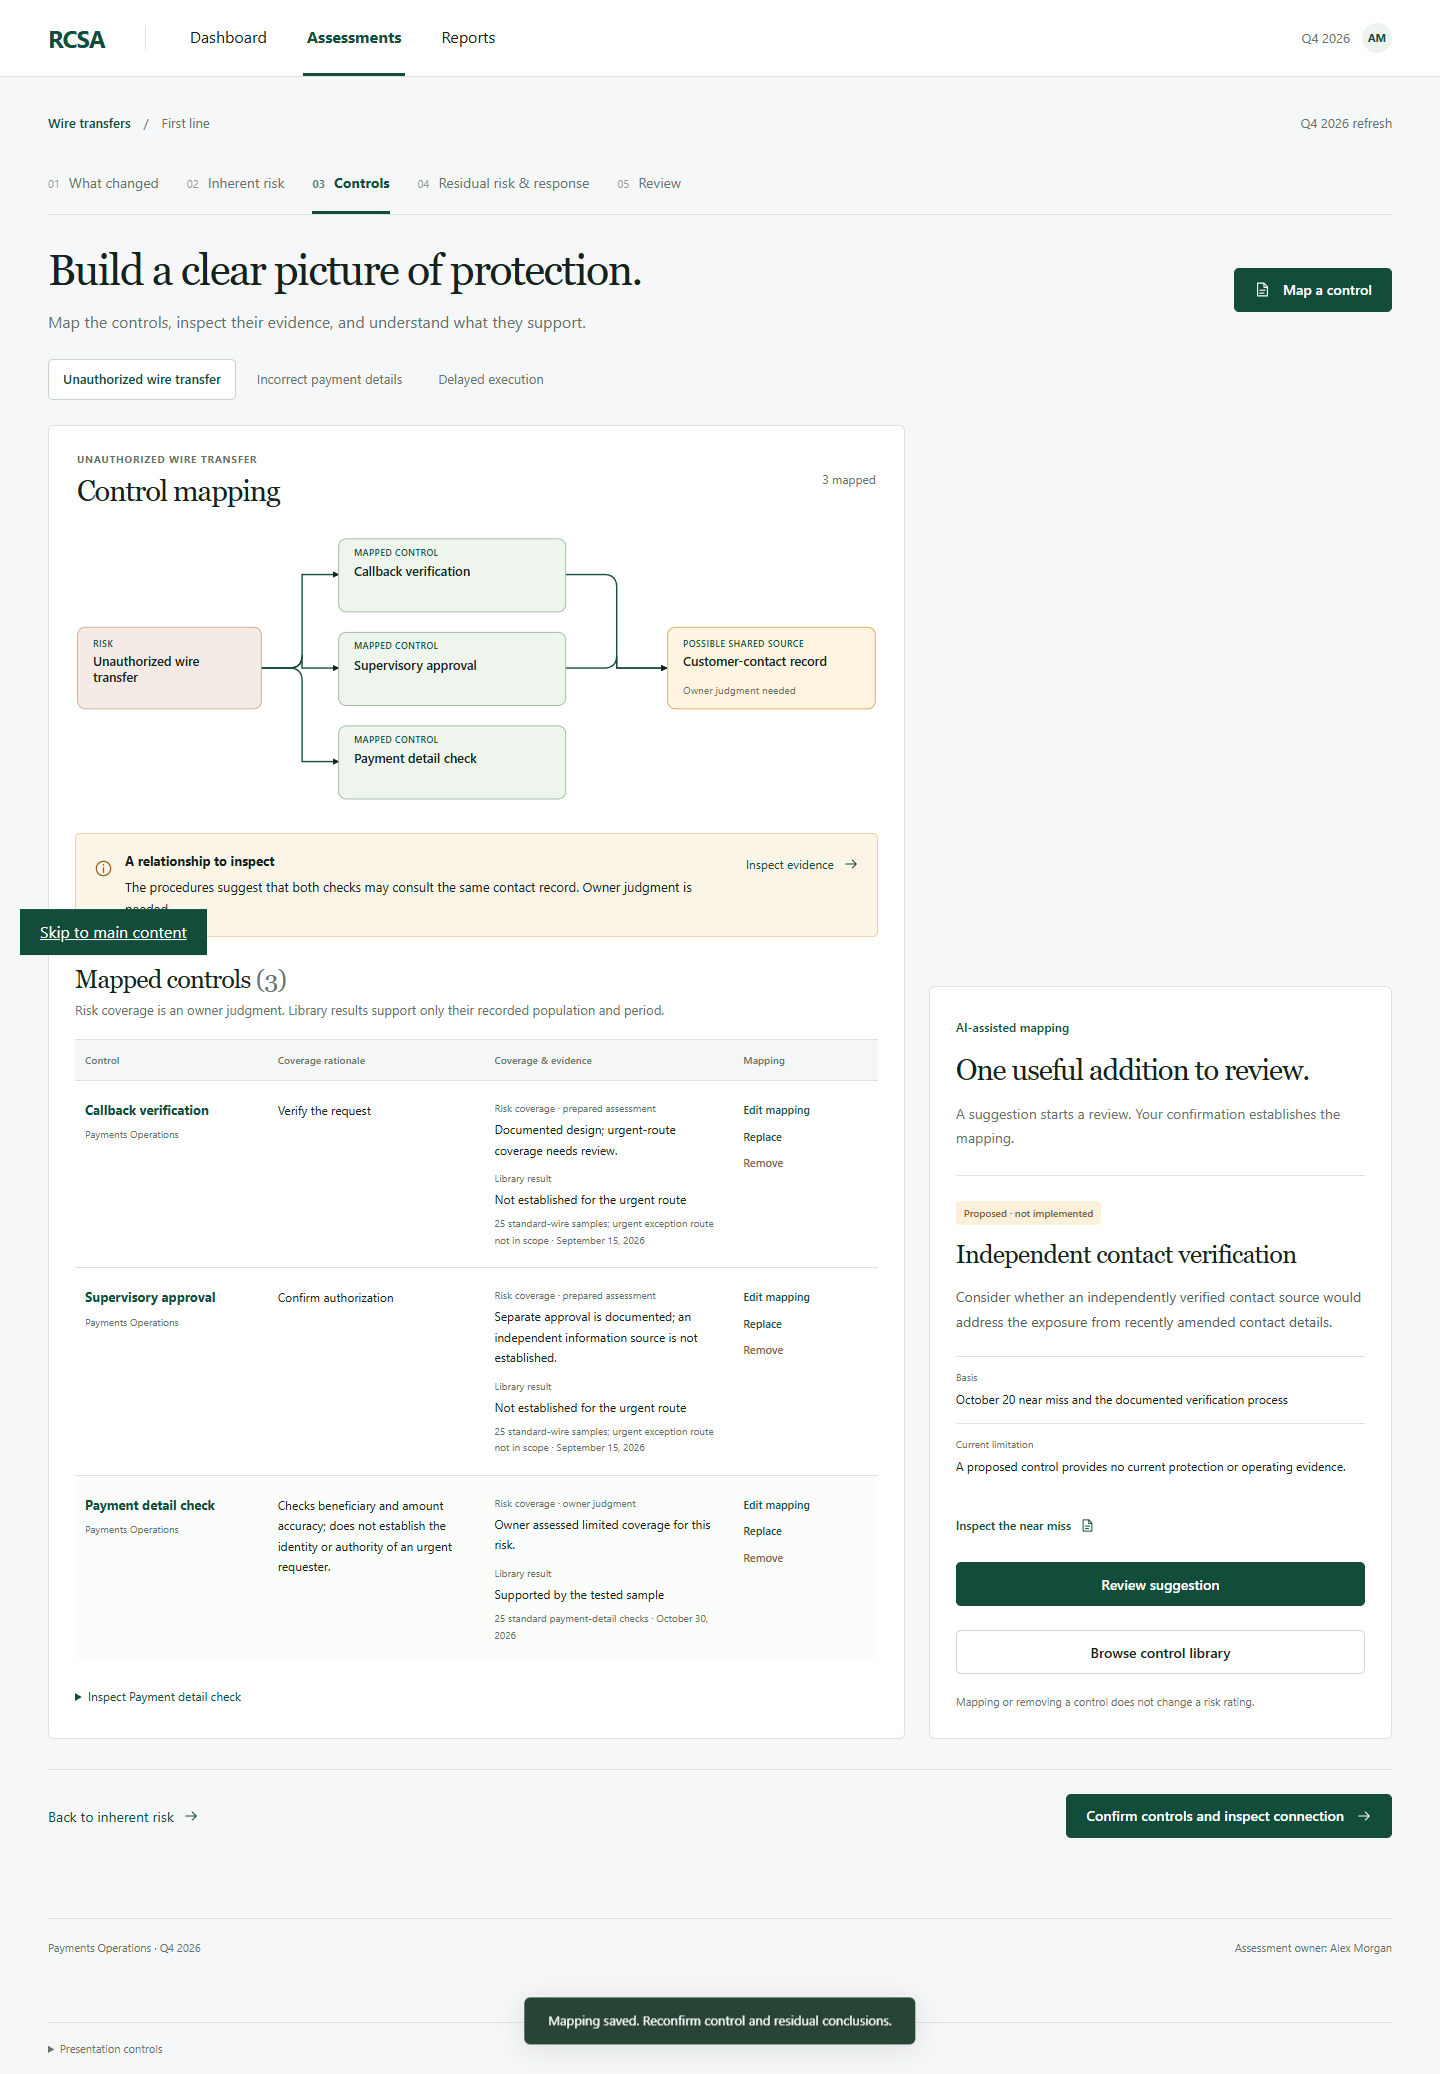 RCSA
Dashboard
Assessments
Reports
Q4 2026
AM
Wire transfers / First line
Q4 2026 refresh
01 What changed
02 Inherent risk
03 Controls
04 Residual risk & response
05 Review
Build a clear picture of protection.
Map the controls, inspect their evidence, and understand what they support.
Map a control
Unauthorized wire transfer
Incorrect payment details
Delayed execution
UNAUTHORIZED WIRE TRANSFER
Control mapping
3 mapped
RISK
Unauthorized wire
transfer
MAPPED CONTROL
Callback verification
MAPPED CONTROL
Supervisory approval
MAPPED CONTROL
Payment detail check
POSSIBLE SHARED SOURCE
Customer-contact record
Owner judgment needed
A relationship to inspect
The procedures suggest that both checks may consult the same contact record. Owner judgment is
needed.
Inspect evidence
Skip to main content
Mapped controls (3)
Risk coverage is an owner judgment. Library results support only their recorded population and period.
Control
Coverage rationale
Coverage & evidence
Mapping
Callback verification
Payments Operations
Verify the request
Risk coverage · prepared assessment
Documented design; urgent-route
coverage needs review.
Library result
Not established for the urgent route
25 standard-wire samples; urgent exception route
not in scope · September 15, 2026
Edit mapping
Replace
Remove
Supervisory approval
Payments Operations
Confirm authorization
Risk coverage · prepared assessment
Separate approval is documented; an
independent information source is not
established.
Library result
Not established for the urgent route
25 standard-wire samples; urgent exception route
not in scope · September 15, 2026
Edit mapping
Replace
Remove
Payment detail check
Payments Operations
Checks beneficiary and amount
accuracy; does not establish the
identity or authority of an urgent
requester.
Risk coverage · owner judgment
Owner assessed limited coverage for this
risk.
Library result
Supported by the tested sample
25 standard payment-detail checks · October 30,
2026
Edit mapping
Replace
Remove
Inspect Payment detail check
AI-assisted mapping
One useful addition to review.
A suggestion starts a review. Your confirmation establishes the
mapping.
Proposed · not implemented
Independent contact verification
Consider whether an independently verified contact source would
address the exposure from recently amended contact details.
Basis
October 20 near miss and the documented verification process
Current limitation
A proposed control provides no current protection or operating evidence.
Inspect the near miss
Review suggestion
Browse control library
Mapping or removing a control does not change a risk rating.
Back to inherent risk
Confirm controls and inspect connection
Payments Operations · Q4 2026
Assessment owner: Alex Morgan
Mapping saved. Reconfirm control and residual conclusions.
Presentation controls